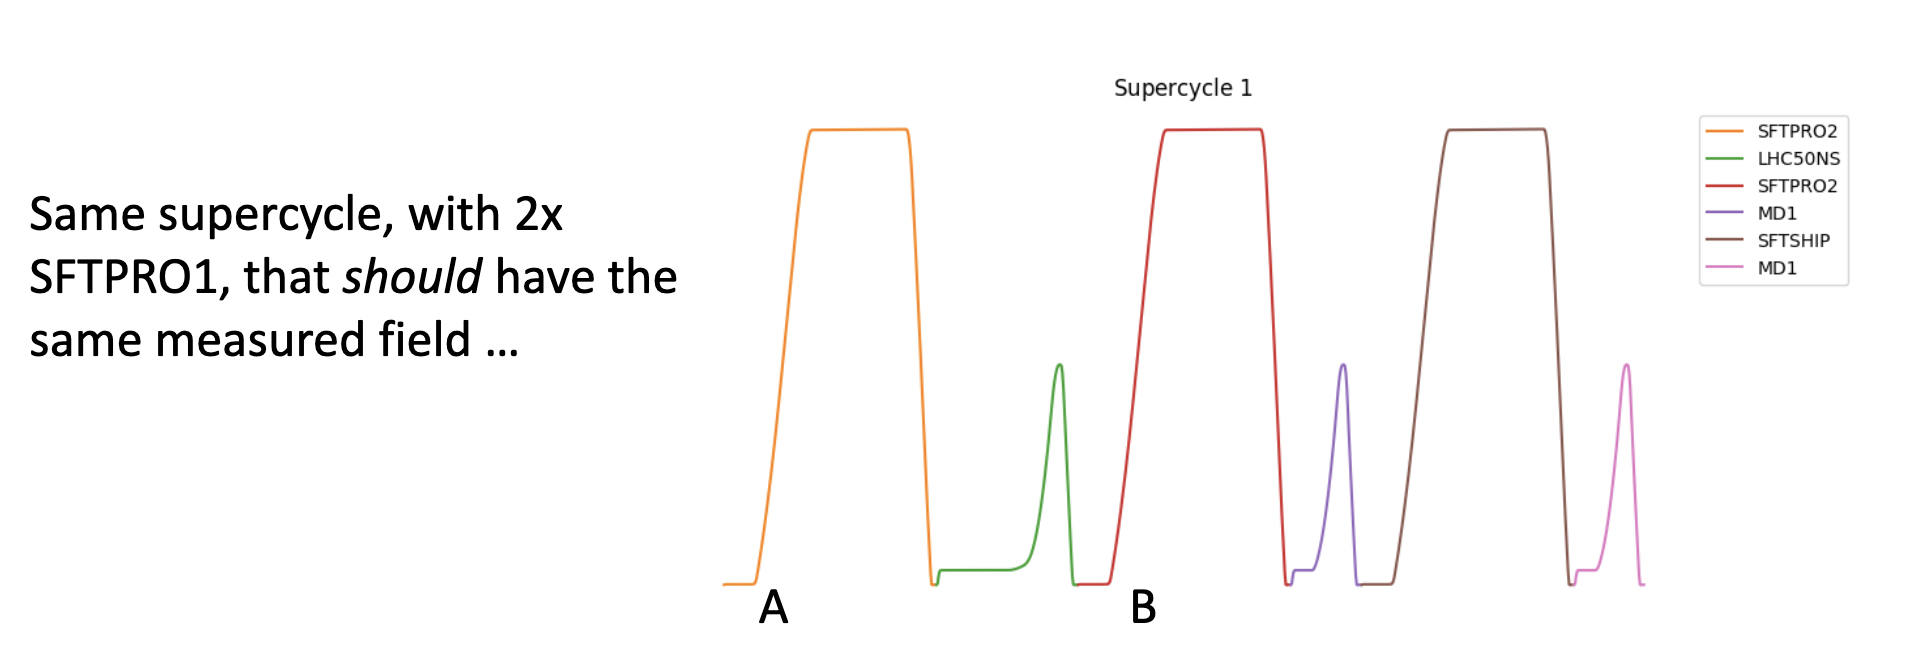 Supercycle 1
SFTPRO2
LHC50NS
SFTPRO2
MD1
SFTSHIP
MD1
Same supercycle, with 2x
SFTPRO1, that should have the
same measured field ...
A
B